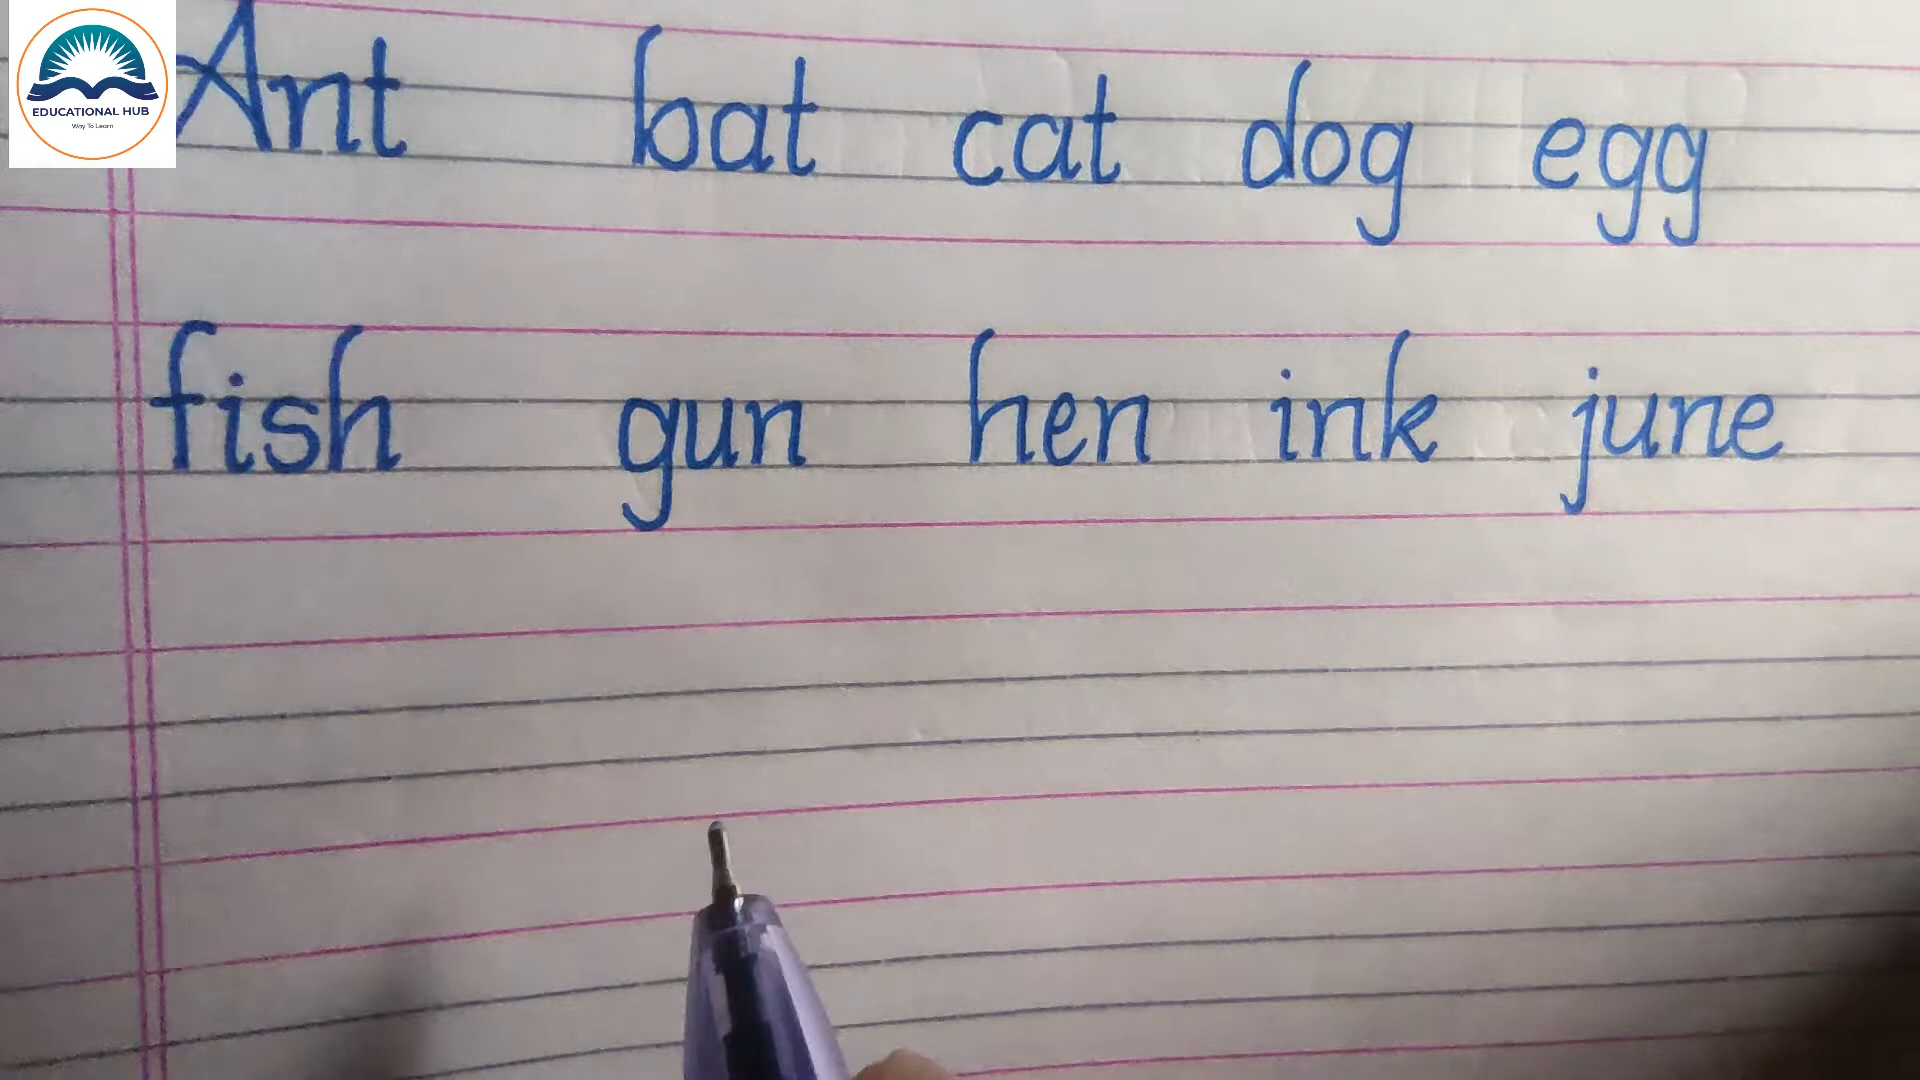 EDUCATIONAL HUB
Way To Learn
Ant bat cat dog egg
fish gun hen ink june